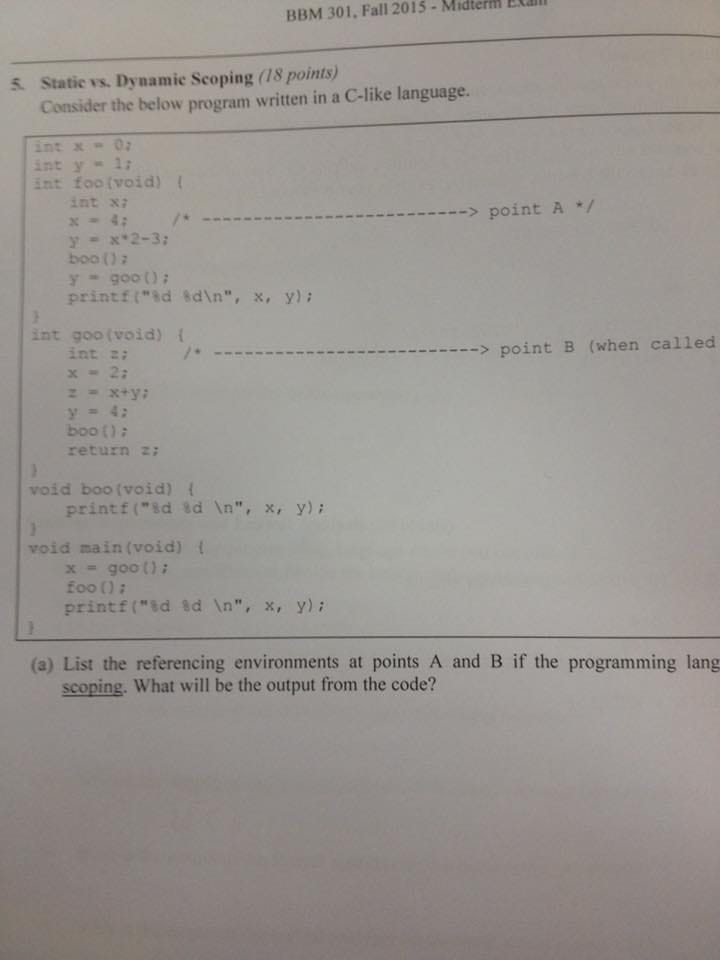 BBM 301, Fall 2015 - Midterm Exam
5. Static vs. Dynamic Scoping (18 points)
Consider the below program written in a C-like language.
int x = 0;
int y = 1;
int foo(void) {
int x;
x = 4; /* --------------------------> point A */
y = x*2-3;
boo();
y = goo();
printf("%d %d\n", x, y);
}
int goo(void) {
int z; /* --------------------------> point B (when called
x = 2;
z = x+y;
y = 4;
boo();
return z;
}
void boo(void) {
printf("%d %d \n", x, y);
}
void main(void) {
x = goo();
foo();
printf("%d %d \n", x, y);
}
(a) List the referencing environments at points A and B if the programming lang
scoping. What will be the output from the code?